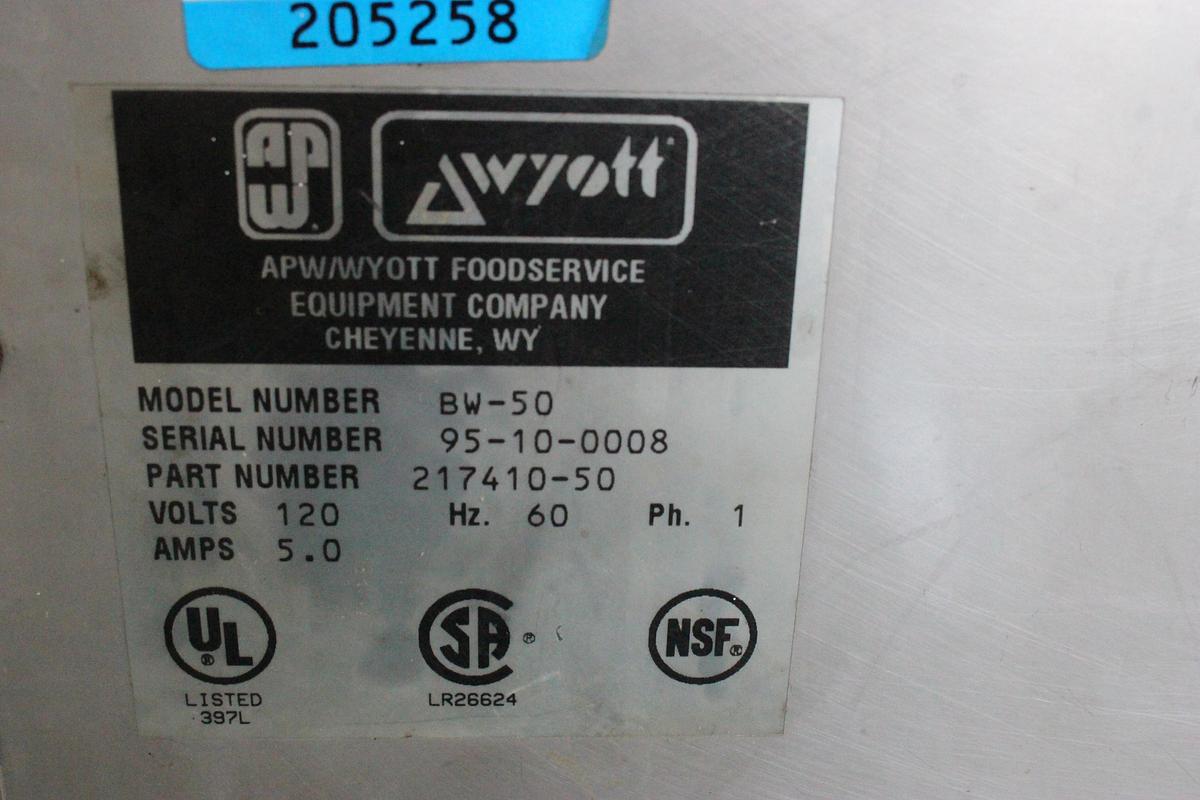 205258
APW
wyott
APW/WYOTT FOODSERVICE
EQUIPMENT COMPANY
CHEYENNE, WY
MODEL NUMBER BW-50
SERIAL NUMBER 95-10-0008
PART NUMBER 217410-50
VOLTS 120 Hz. 60 Ph. 1
AMPS 5.0
UL® SA® NSF®
LISTED LR26624
397L